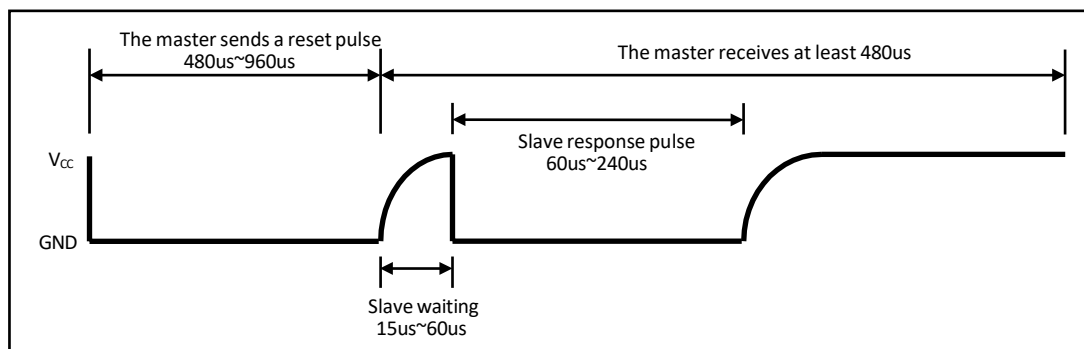 The master sends a reset pulse
480us~960us
The master receives at least 480us
Slave response pulse
60us~240us
VCC
GND
Slave waiting
15us~60us